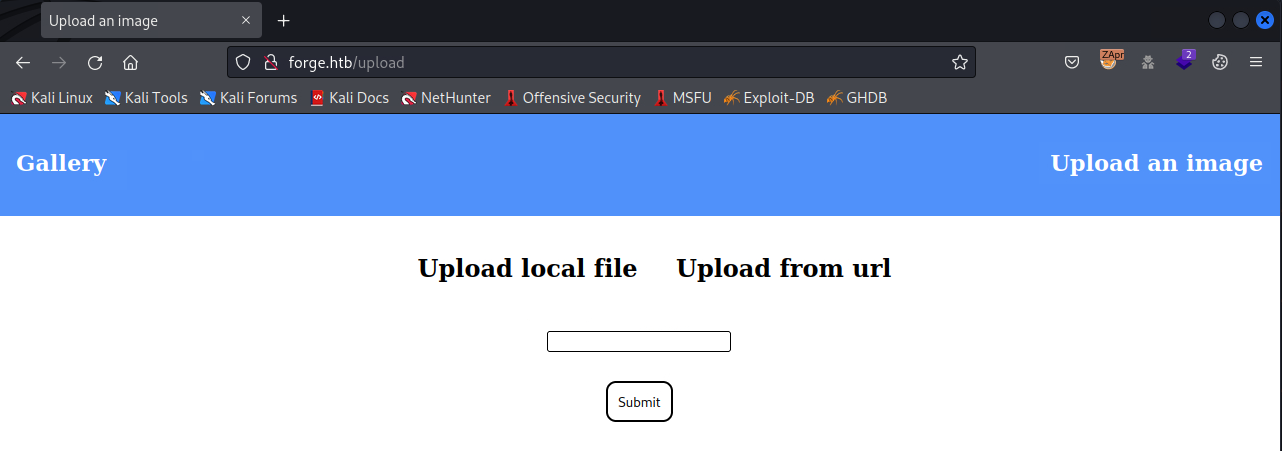 Upload an image
forge.htb/upload
ZApr
2
Kali Linux Kali Tools Kali Forums Kali Docs NetHunter Offensive Security MSFU Exploit-DB GHDB
Gallery Upload an image
Upload local file Upload from url
Submit